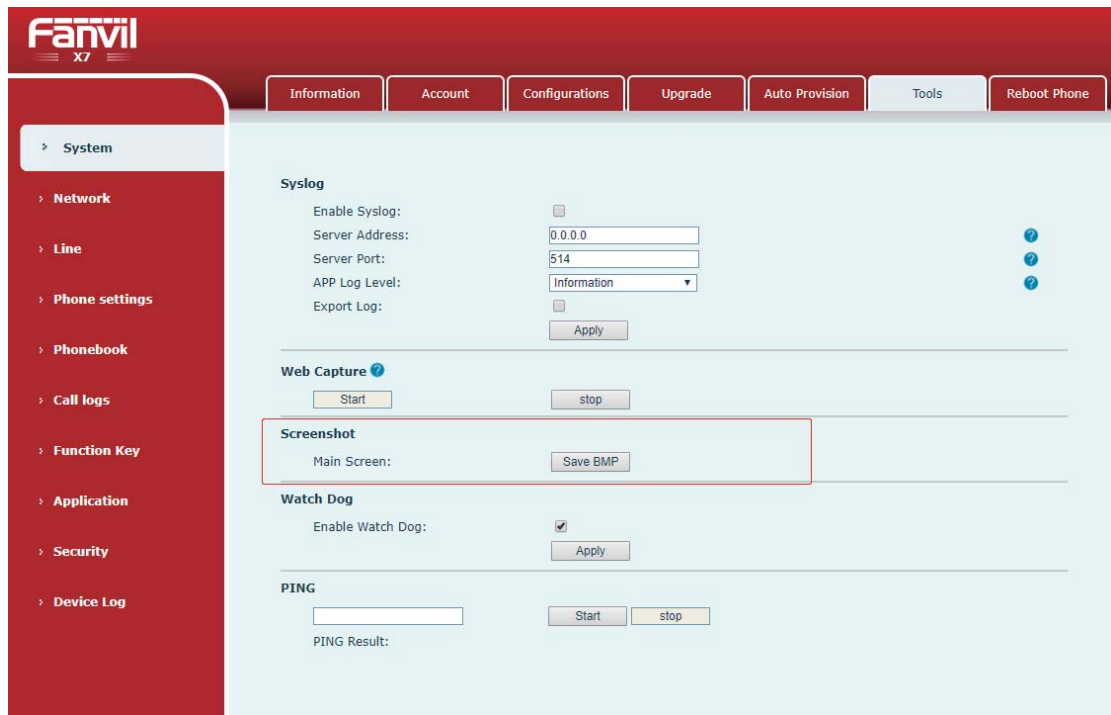 Fanvil
X7
Information Account Configurations Upgrade Auto Provision Tools Reboot Phone
› System
› Network
› Line
› Phone settings
› Phonebook
› Call logs
› Function Key
› Application
› Security
› Device Log
Syslog
Enable Syslog:
Server Address: 0.0.0.0 ?
Server Port: 514 ?
APP Log Level: Information ?
Export Log:
Apply
Web Capture ?
Start stop
Screenshot
Main Screen: Save BMP
Watch Dog
Enable Watch Dog:
Apply
PING
Start stop
PING Result: